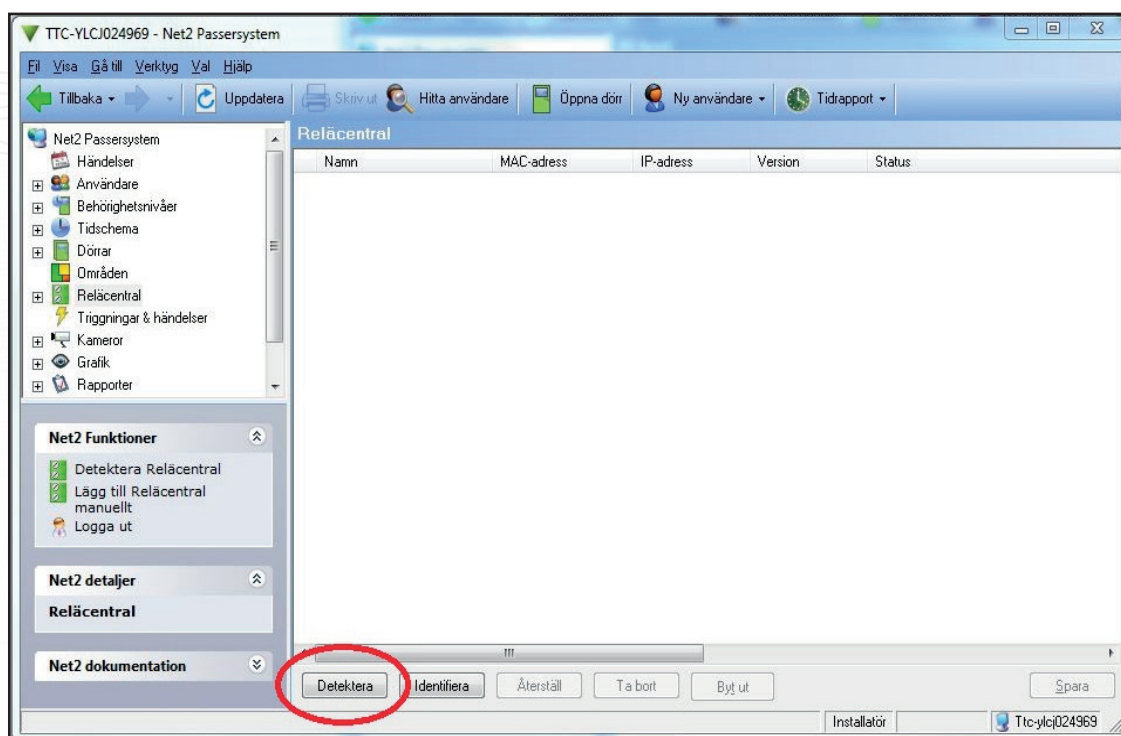 TTC-YLCJ024969 - Net2 Passersystem
Fil Visa Gå till Verktyg Val Hjälp
Tillbaka Uppdatera Skriv ut Hitta användare Öppna dörr Ny användare Tidrapport
Net2 Passersystem
Händelser
Användare
Behörighetsnivåer
Tidschema
Dörrar
Områden
Reläcentral
Triggningar & händelser
Kameror
Grafik
Rapporter
Net2 Funktioner
Detektera Reläcentral
Lägg till Reläcentral
manuellt
Logga ut
Net2 detaljer
Reläcentral
Net2 dokumentation
Reläcentral
Namn MAC-adress IP-adress Version Status
Detektera Identifiera Återställ Ta bort Byt ut Spara
Installatör Ttc-ylcj024969